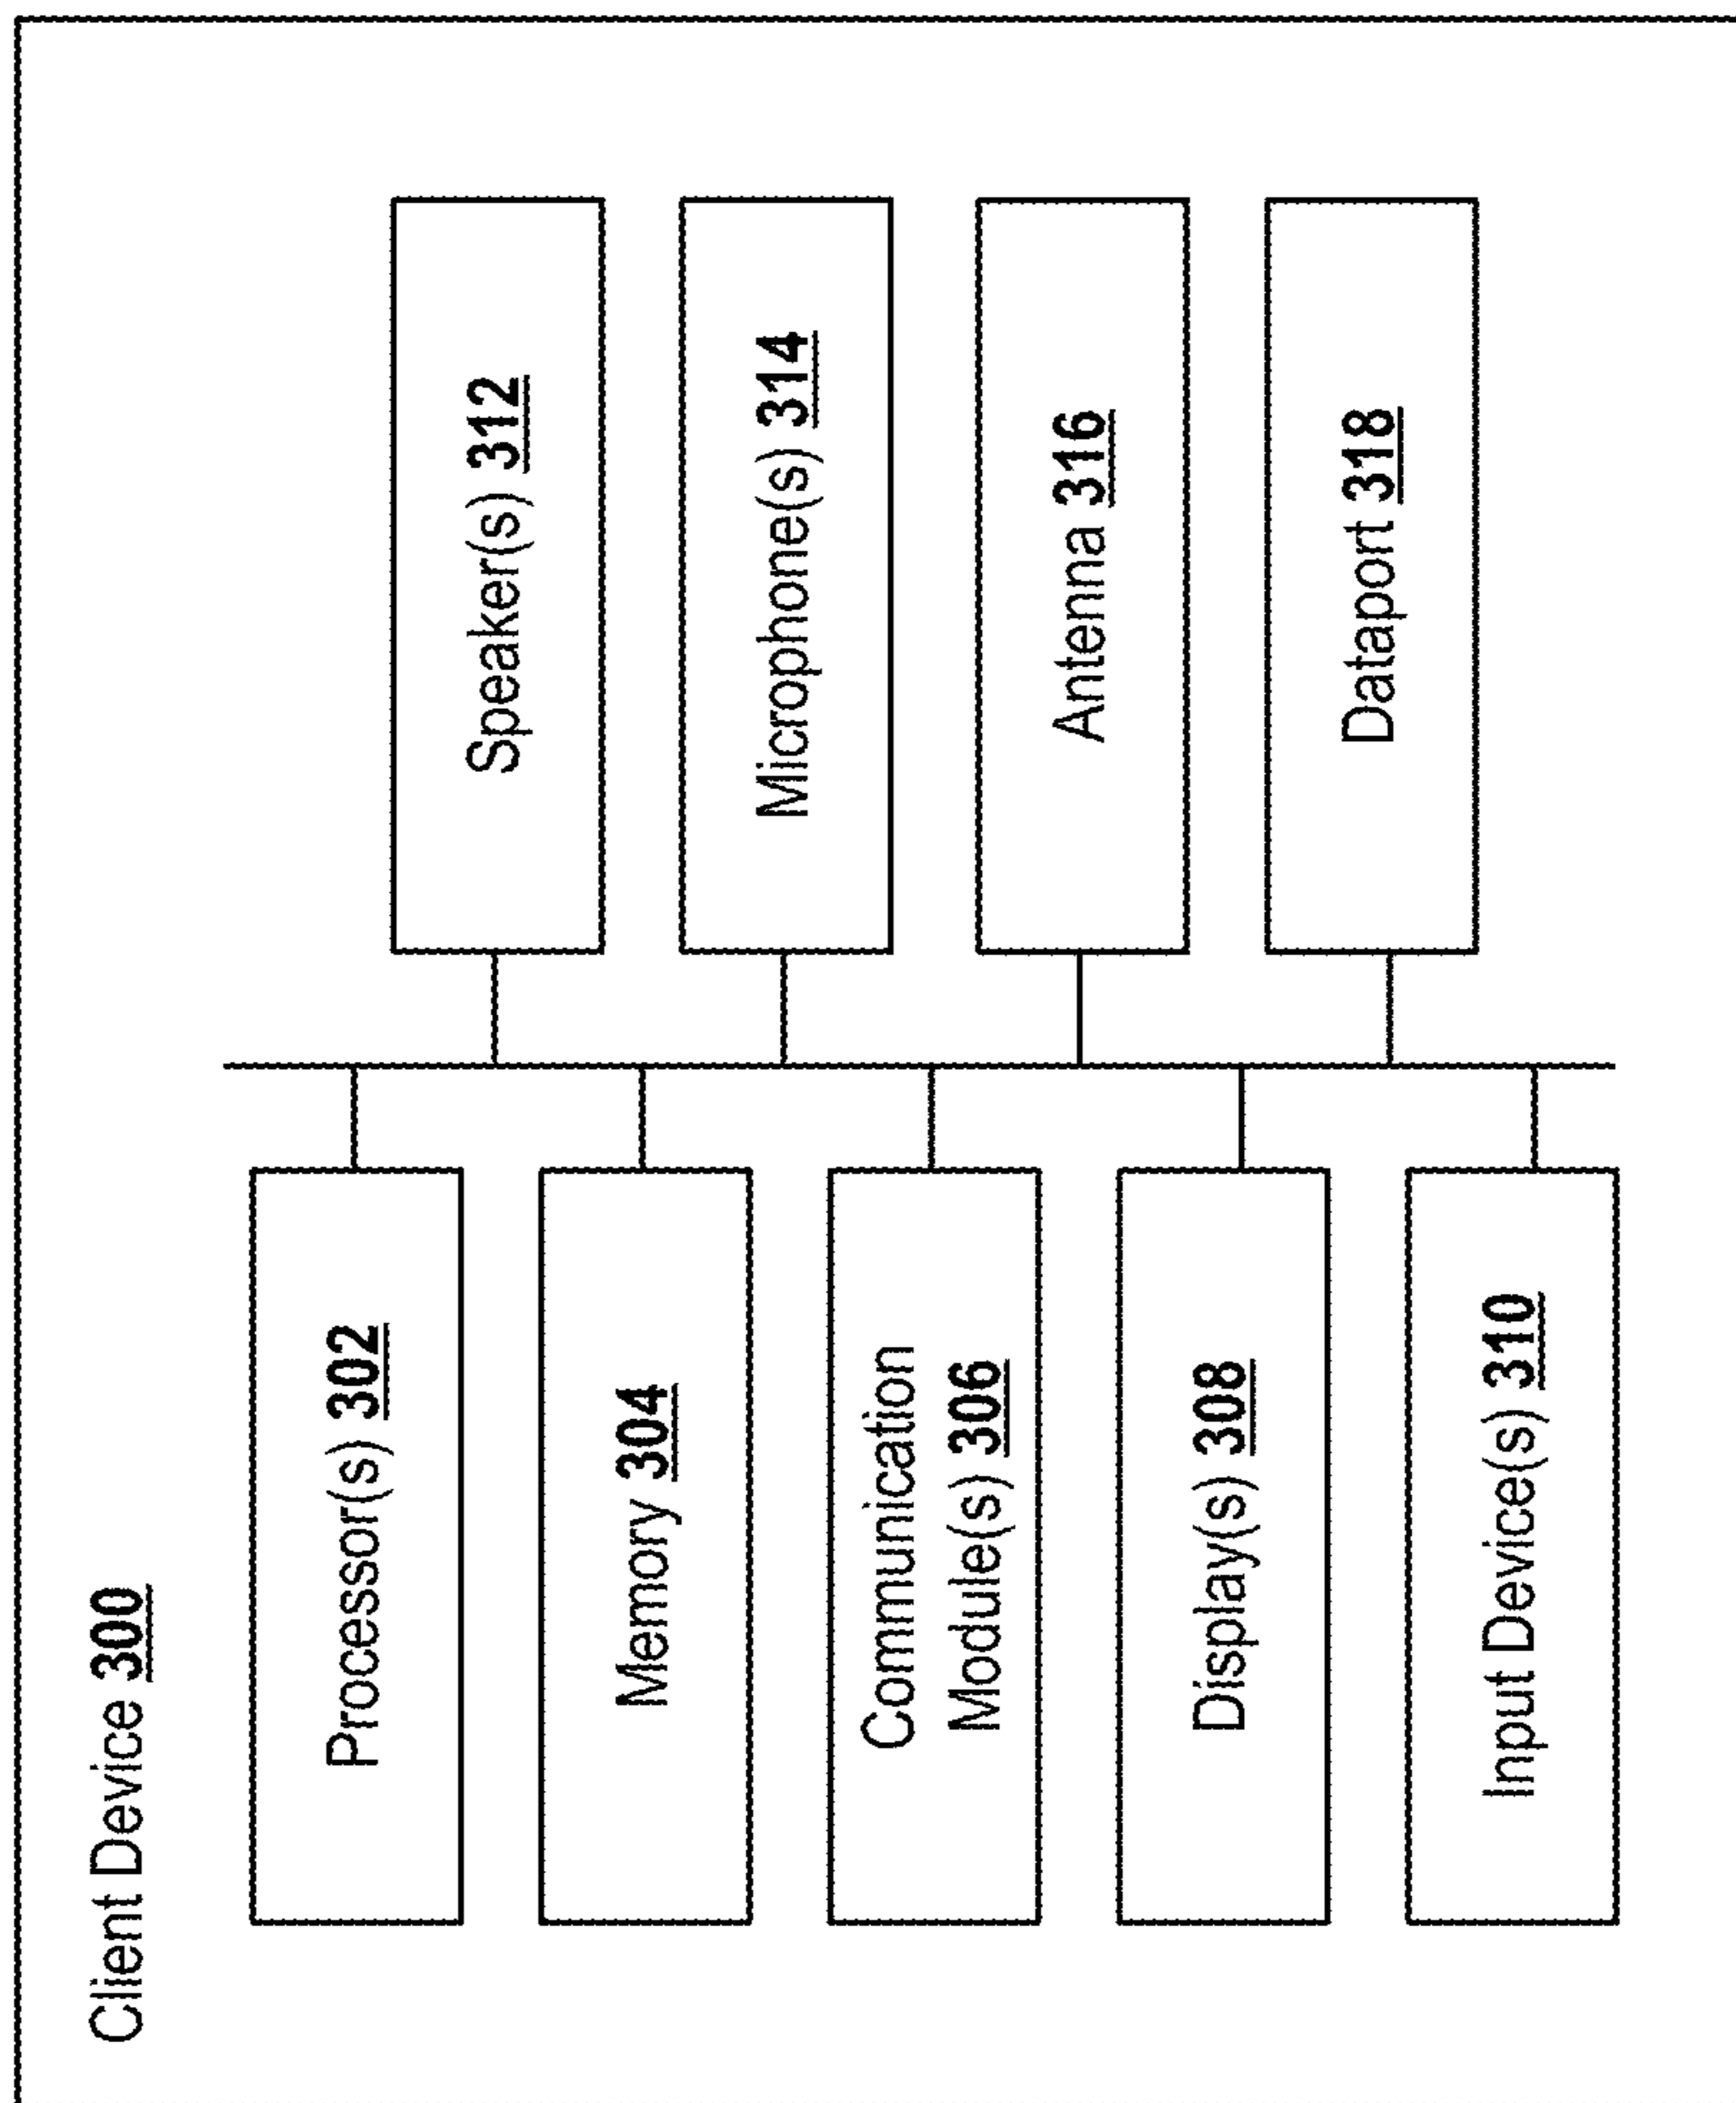 Client Device 300
Processor(s) 302
Memory 304
Communication
Module(s) 306
Display(s) 308
Input Device(s) 310
Speaker(s) 312
Microphone(s) 314
Antenna 316
Dataport 318